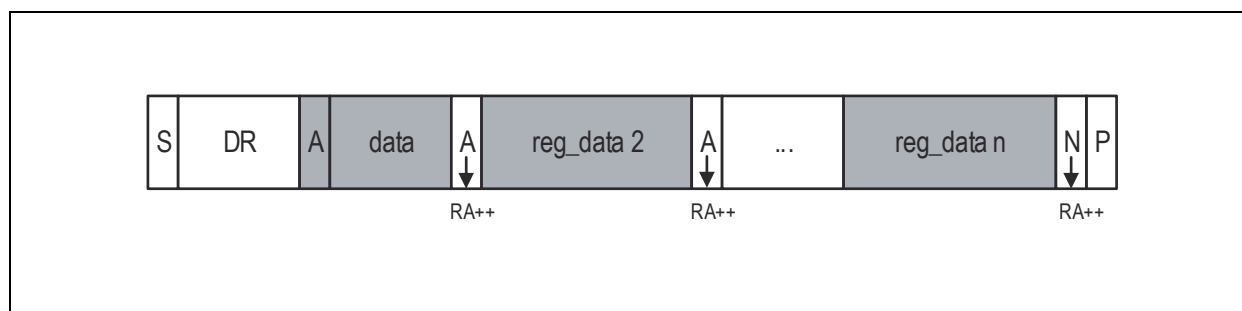 S DR A data A reg_data 2 A ... reg_data n N P
RA++ RA++ RA++